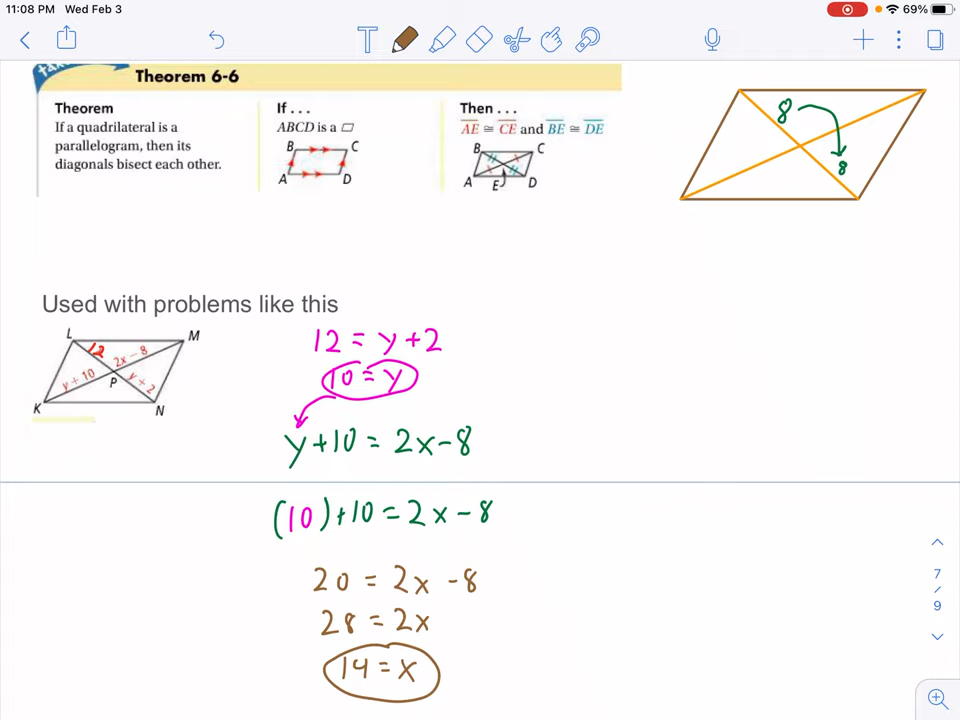 11:08 PM Wed Feb 3
69%
T
Theorem 6-6
Theorem
If a quadrilateral is a
parallelogram, then its
diagonals bisect each other.
If . . .
ABCD is a ▱
B C
A D
Then . . .
AE ≅ CE and BE ≅ DE
B C
A E D
8
8
Used with problems like this
L M
12 2x − 8
y + 10 P y + 2
K N
12 = y+2
10 = y
y+10 = 2x-8
(10)+10 = 2x-8
20 = 2x -8
28 = 2x
14 = x
7
/
9